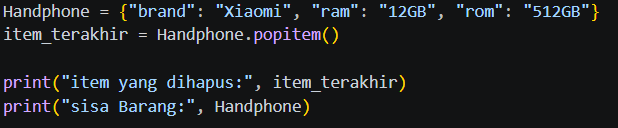 Handphone = {"brand": "Xiaomi", "ram": "12GB", "rom": "512GB"}
item_terakhir = Handphone.popitem()
print("item yang dihapus:", item_terakhir)
print("sisa Barang:", Handphone)